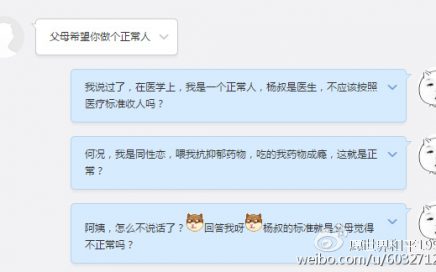 父母希望你做个正常人
我说过了，在医学上，我是一个正常人，杨叔是医生，不应该按照
医疗标准收人吗？
何况，我是同性恋，喂我抗抑郁药物，吃的我药物成瘾，这就是正
常？
阿姨，怎么不说话了？回答我呀杨叔的标准就是父母觉得
不正常吗？
weibo.com/u/6032712